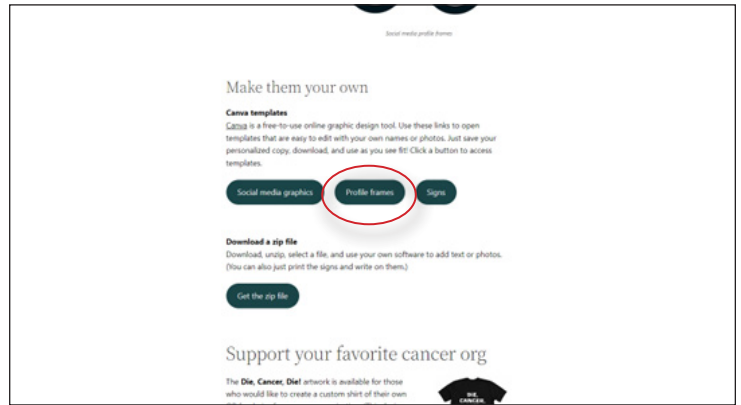 Social media profile frames
Make them your own
Canva templates
Canva is a free-to-use online graphic design tool. Use these links to open
templates that are easy to edit with your own names or photos. Just save your
personalized copy, download, and use as you see fit! Click a button to access
templates.
Social media graphics Profile frames Signs
Download a zip file
Download, unzip, select a file, and use your own software to add text or photos.
(You can also just print the signs and write on them.)
Get the zip file
Support your favorite cancer org
The Die, Cancer, Die! artwork is available for those
who would like to create a custom shirt of their own
DIE,
CANCER,